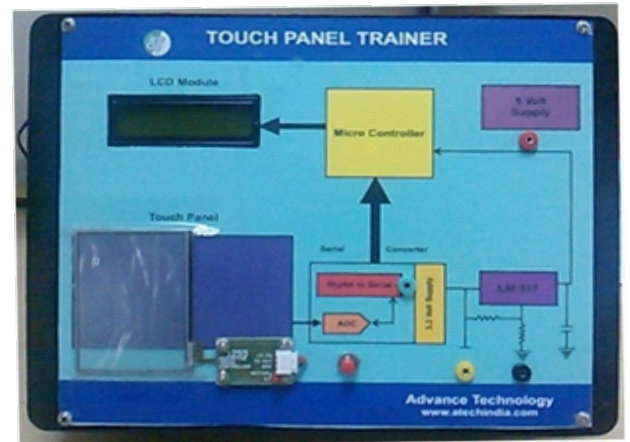 TOUCH PANEL TRAINER
LCD Module
5 Volt
Supply
Micro Controller
Touch Panel
Serial Converter
Digital to Serial
ADC
3.3 Volt Supply
LM 317
Advance Technology
www.atechindia.com